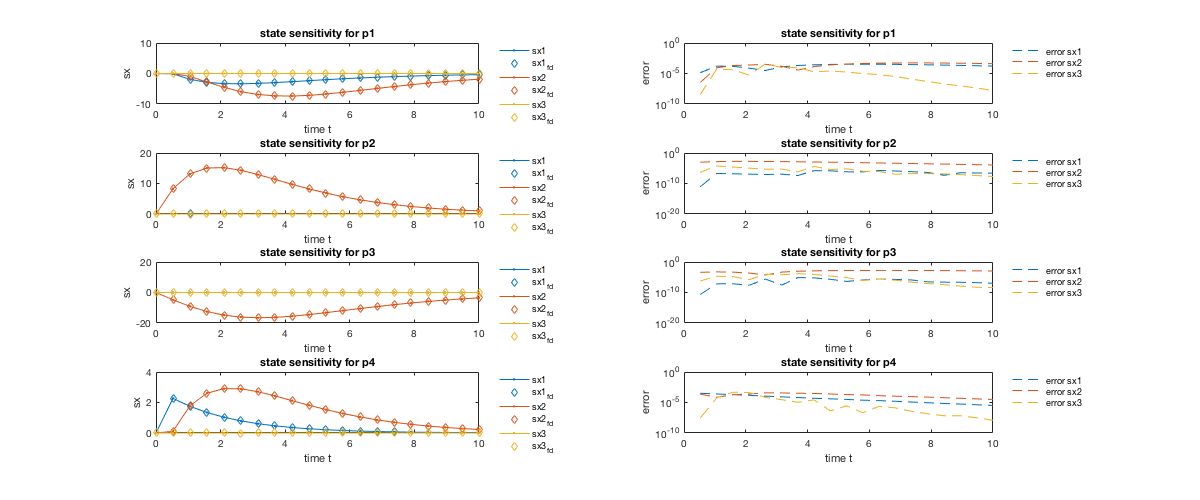 state sensitivity for p1
10
0
-10
sx
0
2
4
6
8
10
time t
sx1
sx1fd
sx2
sx2fd
sx3
sx3fd
state sensitivity for p1
10^0
10^-5
10^-10
error
0
2
4
6
8
10
time t
error sx1
error sx2
error sx3
state sensitivity for p2
20
10
0
sx
0
2
4
6
8
10
time t
sx1
sx1fd
sx2
sx2fd
sx3
sx3fd
state sensitivity for p2
10^0
10^-10
10^-20
error
0
2
4
6
8
10
time t
error sx1
error sx2
error sx3
state sensitivity for p3
20
0
-20
sx
0
2
4
6
8
10
time t
sx1
sx1fd
sx2
sx2fd
sx3
sx3fd
state sensitivity for p3
10^0
10^-10
10^-20
error
0
2
4
6
8
10
time t
error sx1
error sx2
error sx3
state sensitivity for p4
4
2
0
sx
0
2
4
6
8
10
time t
sx1
sx1fd
sx2
sx2fd
sx3
sx3fd
state sensitivity for p4
10^0
10^-5
10^-10
error
0
2
4
6
8
10
time t
error sx1
error sx2
error sx3